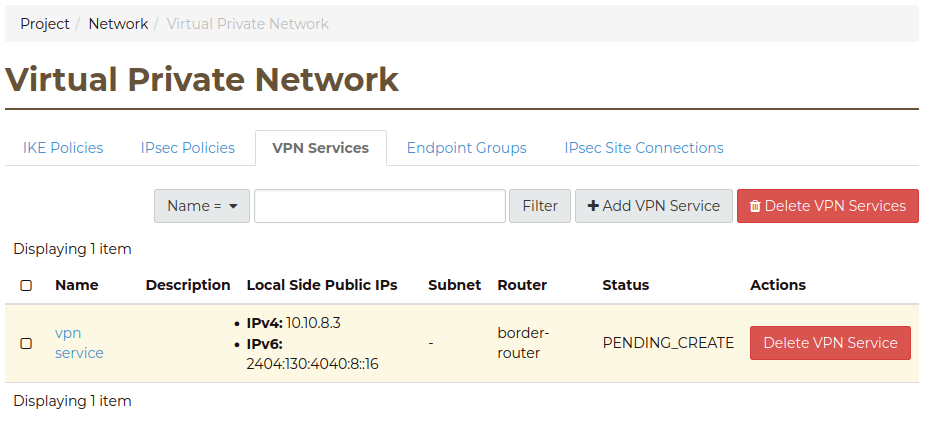 Project / Network / Virtual Private Network
Virtual Private Network
IKE Policies IPsec Policies VPN Services Endpoint Groups IPsec Site Connections
Name = Filter + Add VPN Service Delete VPN Services
Displaying 1 item
Name Description Local Side Public IPs Subnet Router Status Actions
vpn service • IPv4: 10.10.8.3 • IPv6: 2404:130:4040:8::16 - border-router PENDING_CREATE Delete VPN Service
Displaying 1 item